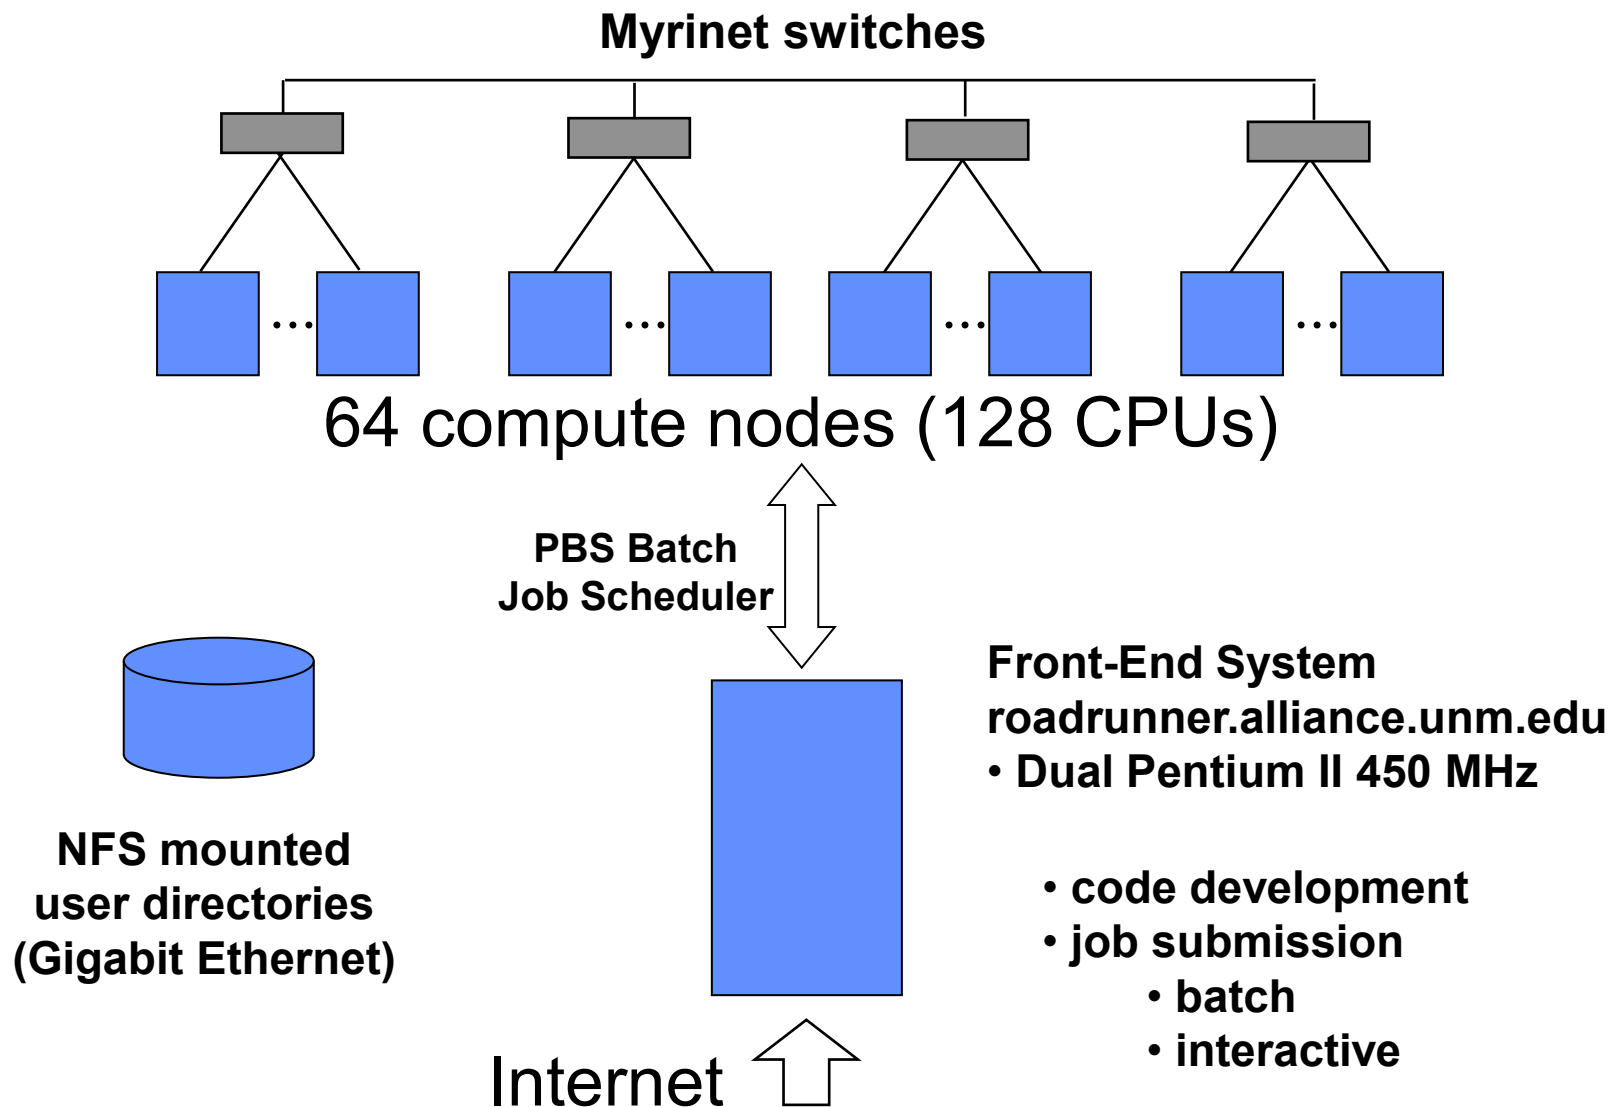 Myrinet switches
... ... ... ...
64 compute nodes (128 CPUs)
PBS Batch
Job Scheduler
Front-End System
roadrunner.alliance.unm.edu
• Dual Pentium II 450 MHz
NFS mounted
user directories
(Gigabit Ethernet)
• code development
• job submission
• batch
• interactive
Internet